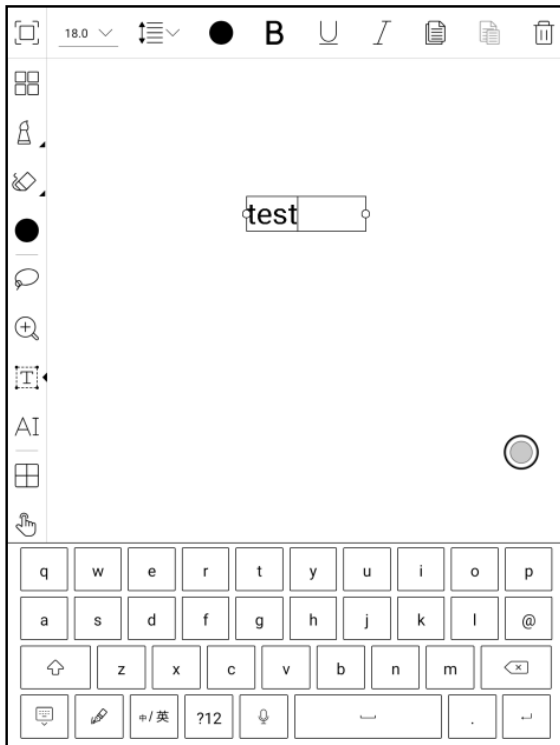 18.0 B U I
test
T
AI
q w e r t y u i o p
a s d f g h j k l @
z x c v b n m
中/英 ?12 .